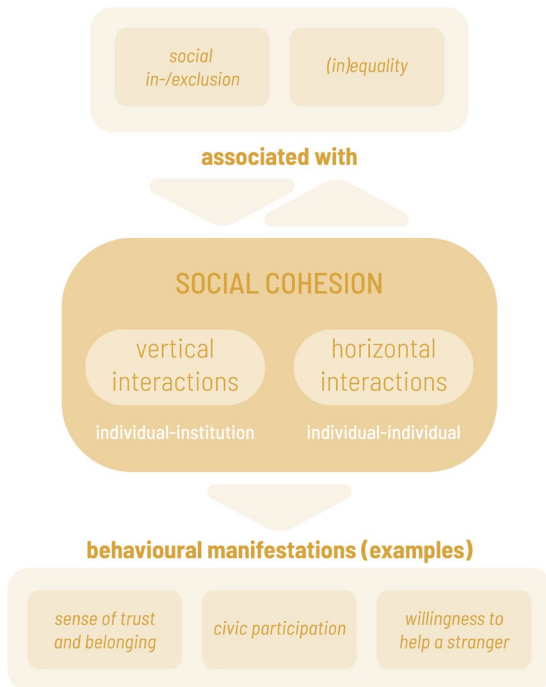 social
in-/exclusion
(in)equality
associated with
SOCIAL COHESION
vertical
interactions
horizontal
interactions
individual-institution
individual-individual
behavioural manifestations (examples)
sense of trust
and belonging
civic participation
willingness to
help a stranger